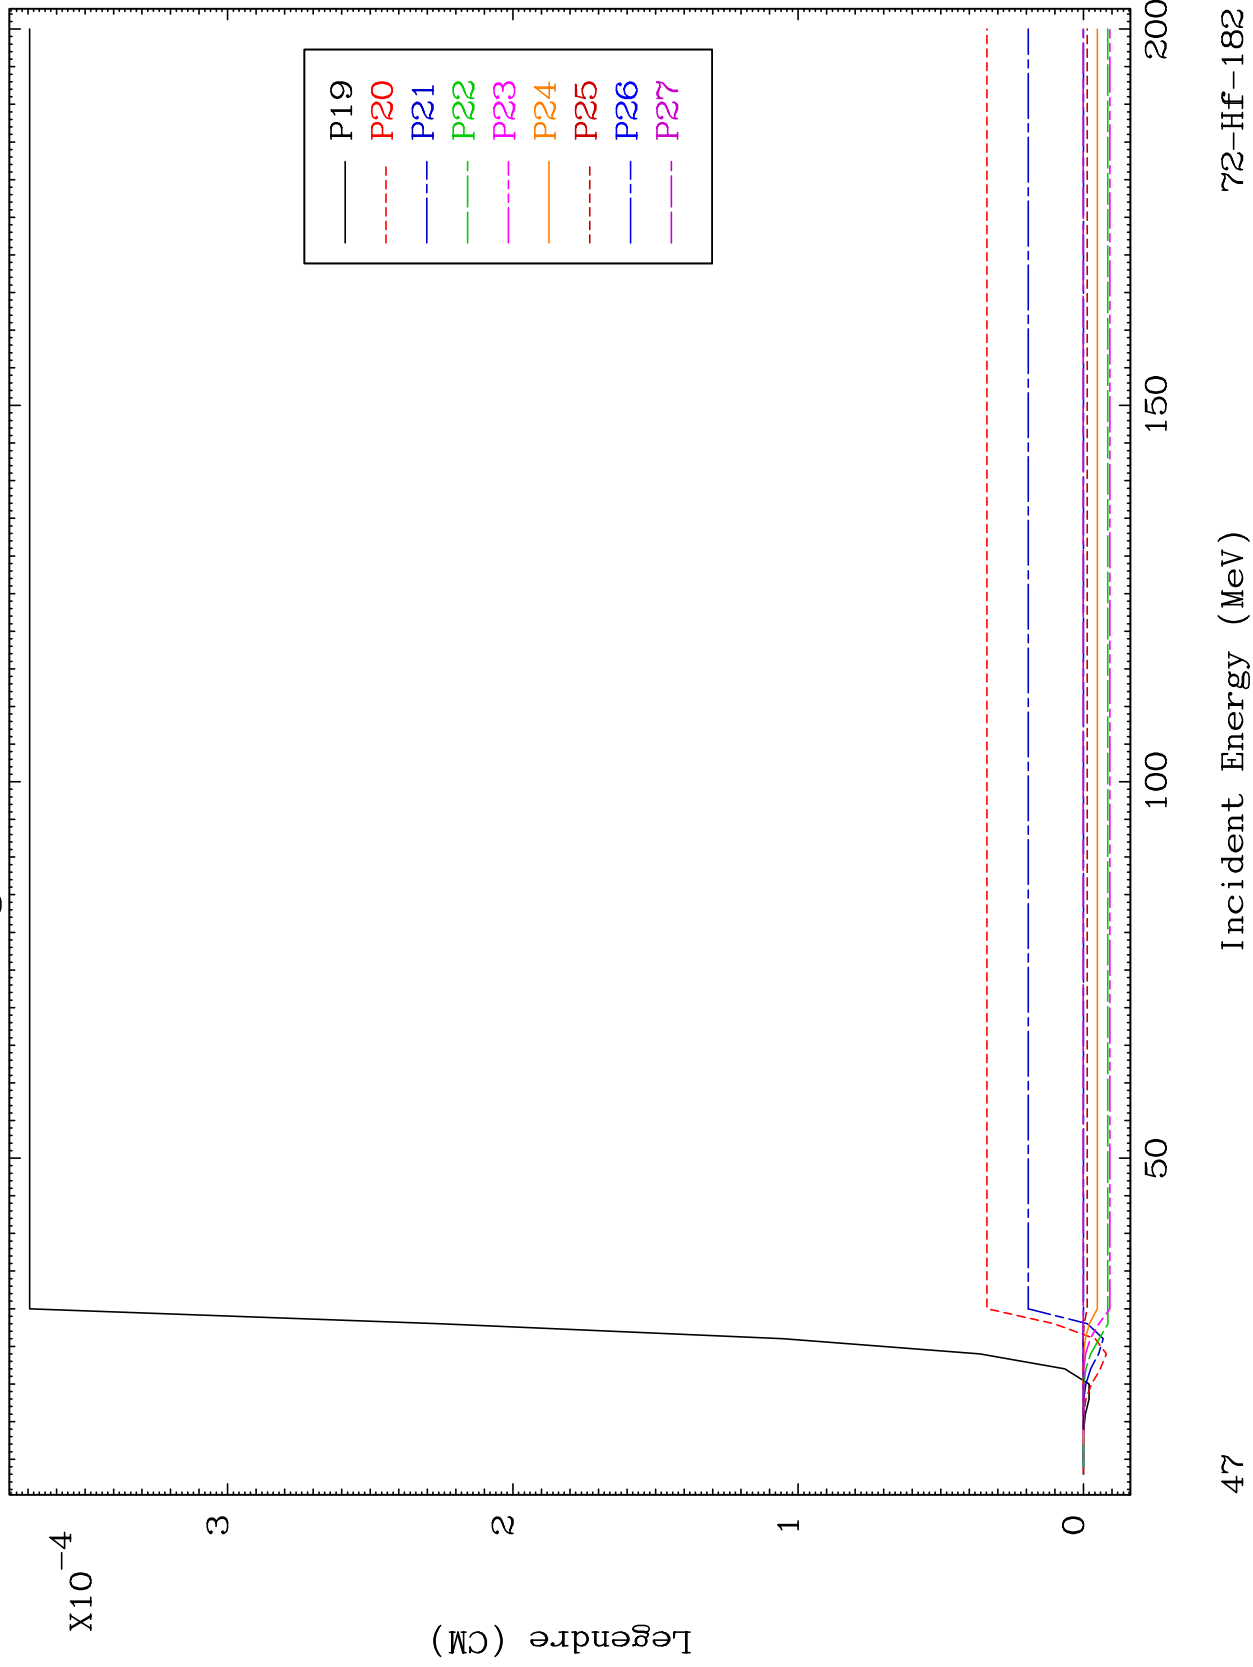 X10
-4
3
2
1
0
Legendre (CM)
P19
P20
P21
P22
P23
P24
P25
P26
P27
50
100
150
200
47
Incident Energy (MeV)
72-Hf-182